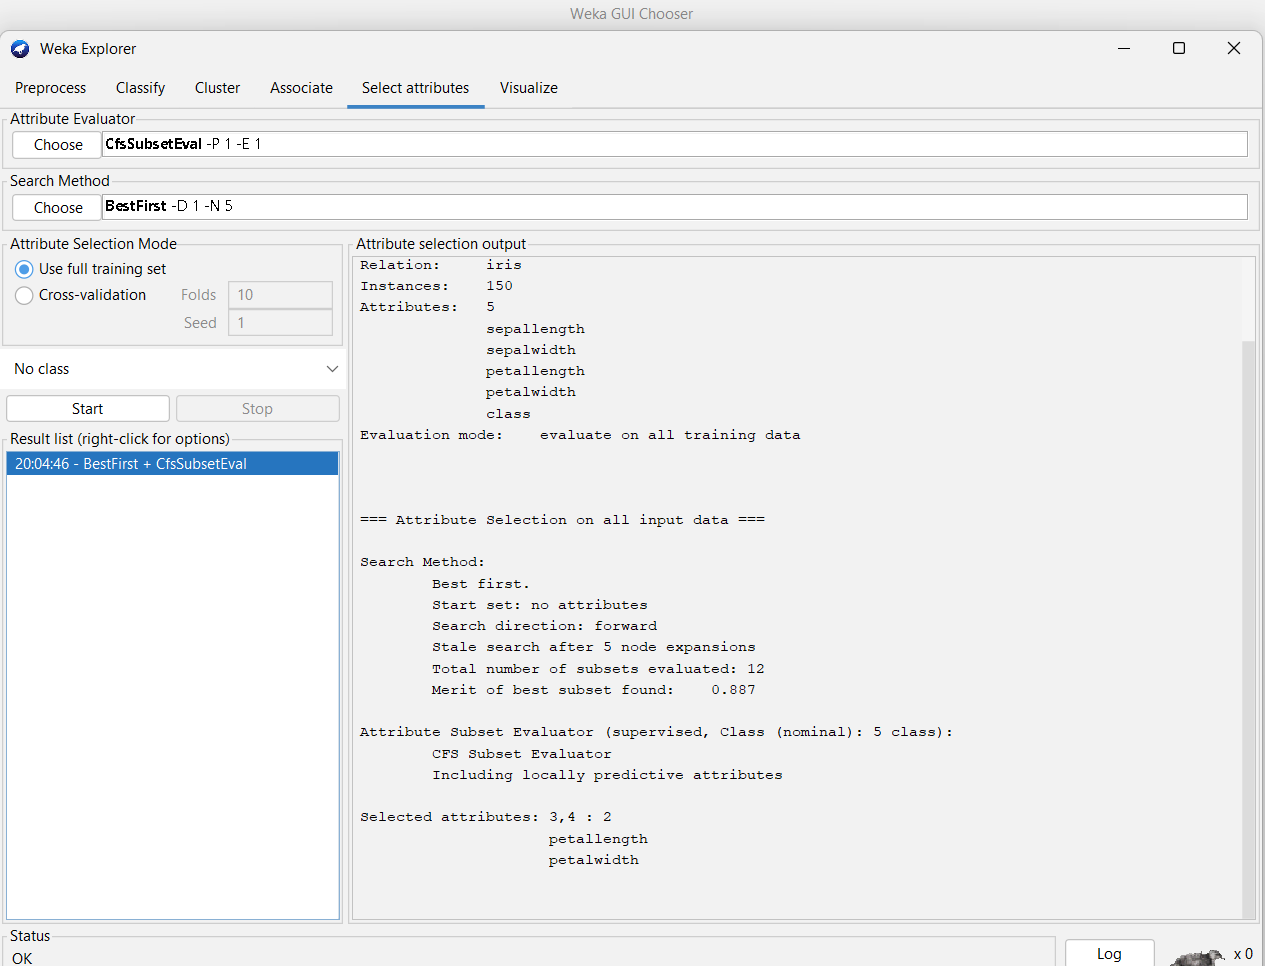 Weka GUI Chooser
Weka Explorer
Preprocess Classify Cluster Associate Select attributes Visualize
Attribute Evaluator
Choose CfsSubsetEval -P 1 -E 1
Search Method
Choose BestFirst -D 1 -N 5
Attribute Selection Mode
Use full training set
Cross-validation Folds 10
Seed 1
No class
Start Stop
Result list (right-click for options)
20:04:46 - BestFirst + CfsSubsetEval
Attribute selection output
Relation: iris
Instances: 150
Attributes: 5
sepallength
sepalwidth
petallength
petalwidth
class
Evaluation mode: evaluate on all training data
=== Attribute Selection on all input data ===
Search Method:
Best first.
Start set: no attributes
Search direction: forward
Stale search after 5 node expansions
Total number of subsets evaluated: 12
Merit of best subset found: 0.887
Attribute Subset Evaluator (supervised, Class (nominal): 5 class):
CFS Subset Evaluator
Including locally predictive attributes
Selected attributes: 3,4 : 2
petallength
petalwidth
Status
OK
Log x 0